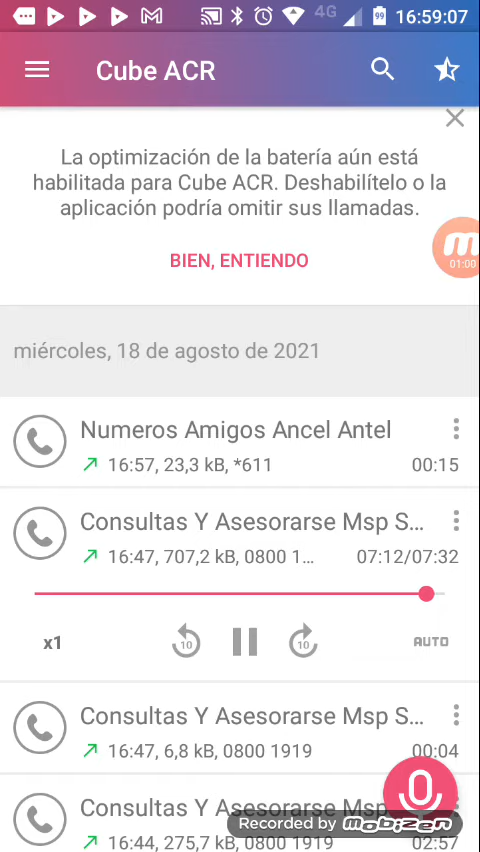 4G 99 16:59:07
Cube ACR
La optimización de la batería aún está
habilitada para Cube ACR. Deshabilítelo o la
aplicación podría omitir sus llamadas.
BIEN, ENTIENDO
01:00
miércoles, 18 de agosto de 2021
Numeros Amigos Ancel Antel
16:57, 23,3 kB, *611 00:15
Consultas Y Asesorarse Msp S...
16:47, 707,2 kB, 0800 1... 07:12/07:32
x1 10 10 AUTO
Consultas Y Asesorarse Msp S...
16:47, 6,8 kB, 0800 1919 00:04
Consultas Y Asesorarse Msp
16:44, 275,7 kB, 0800 1919 02:57
Recorded by Mobizen